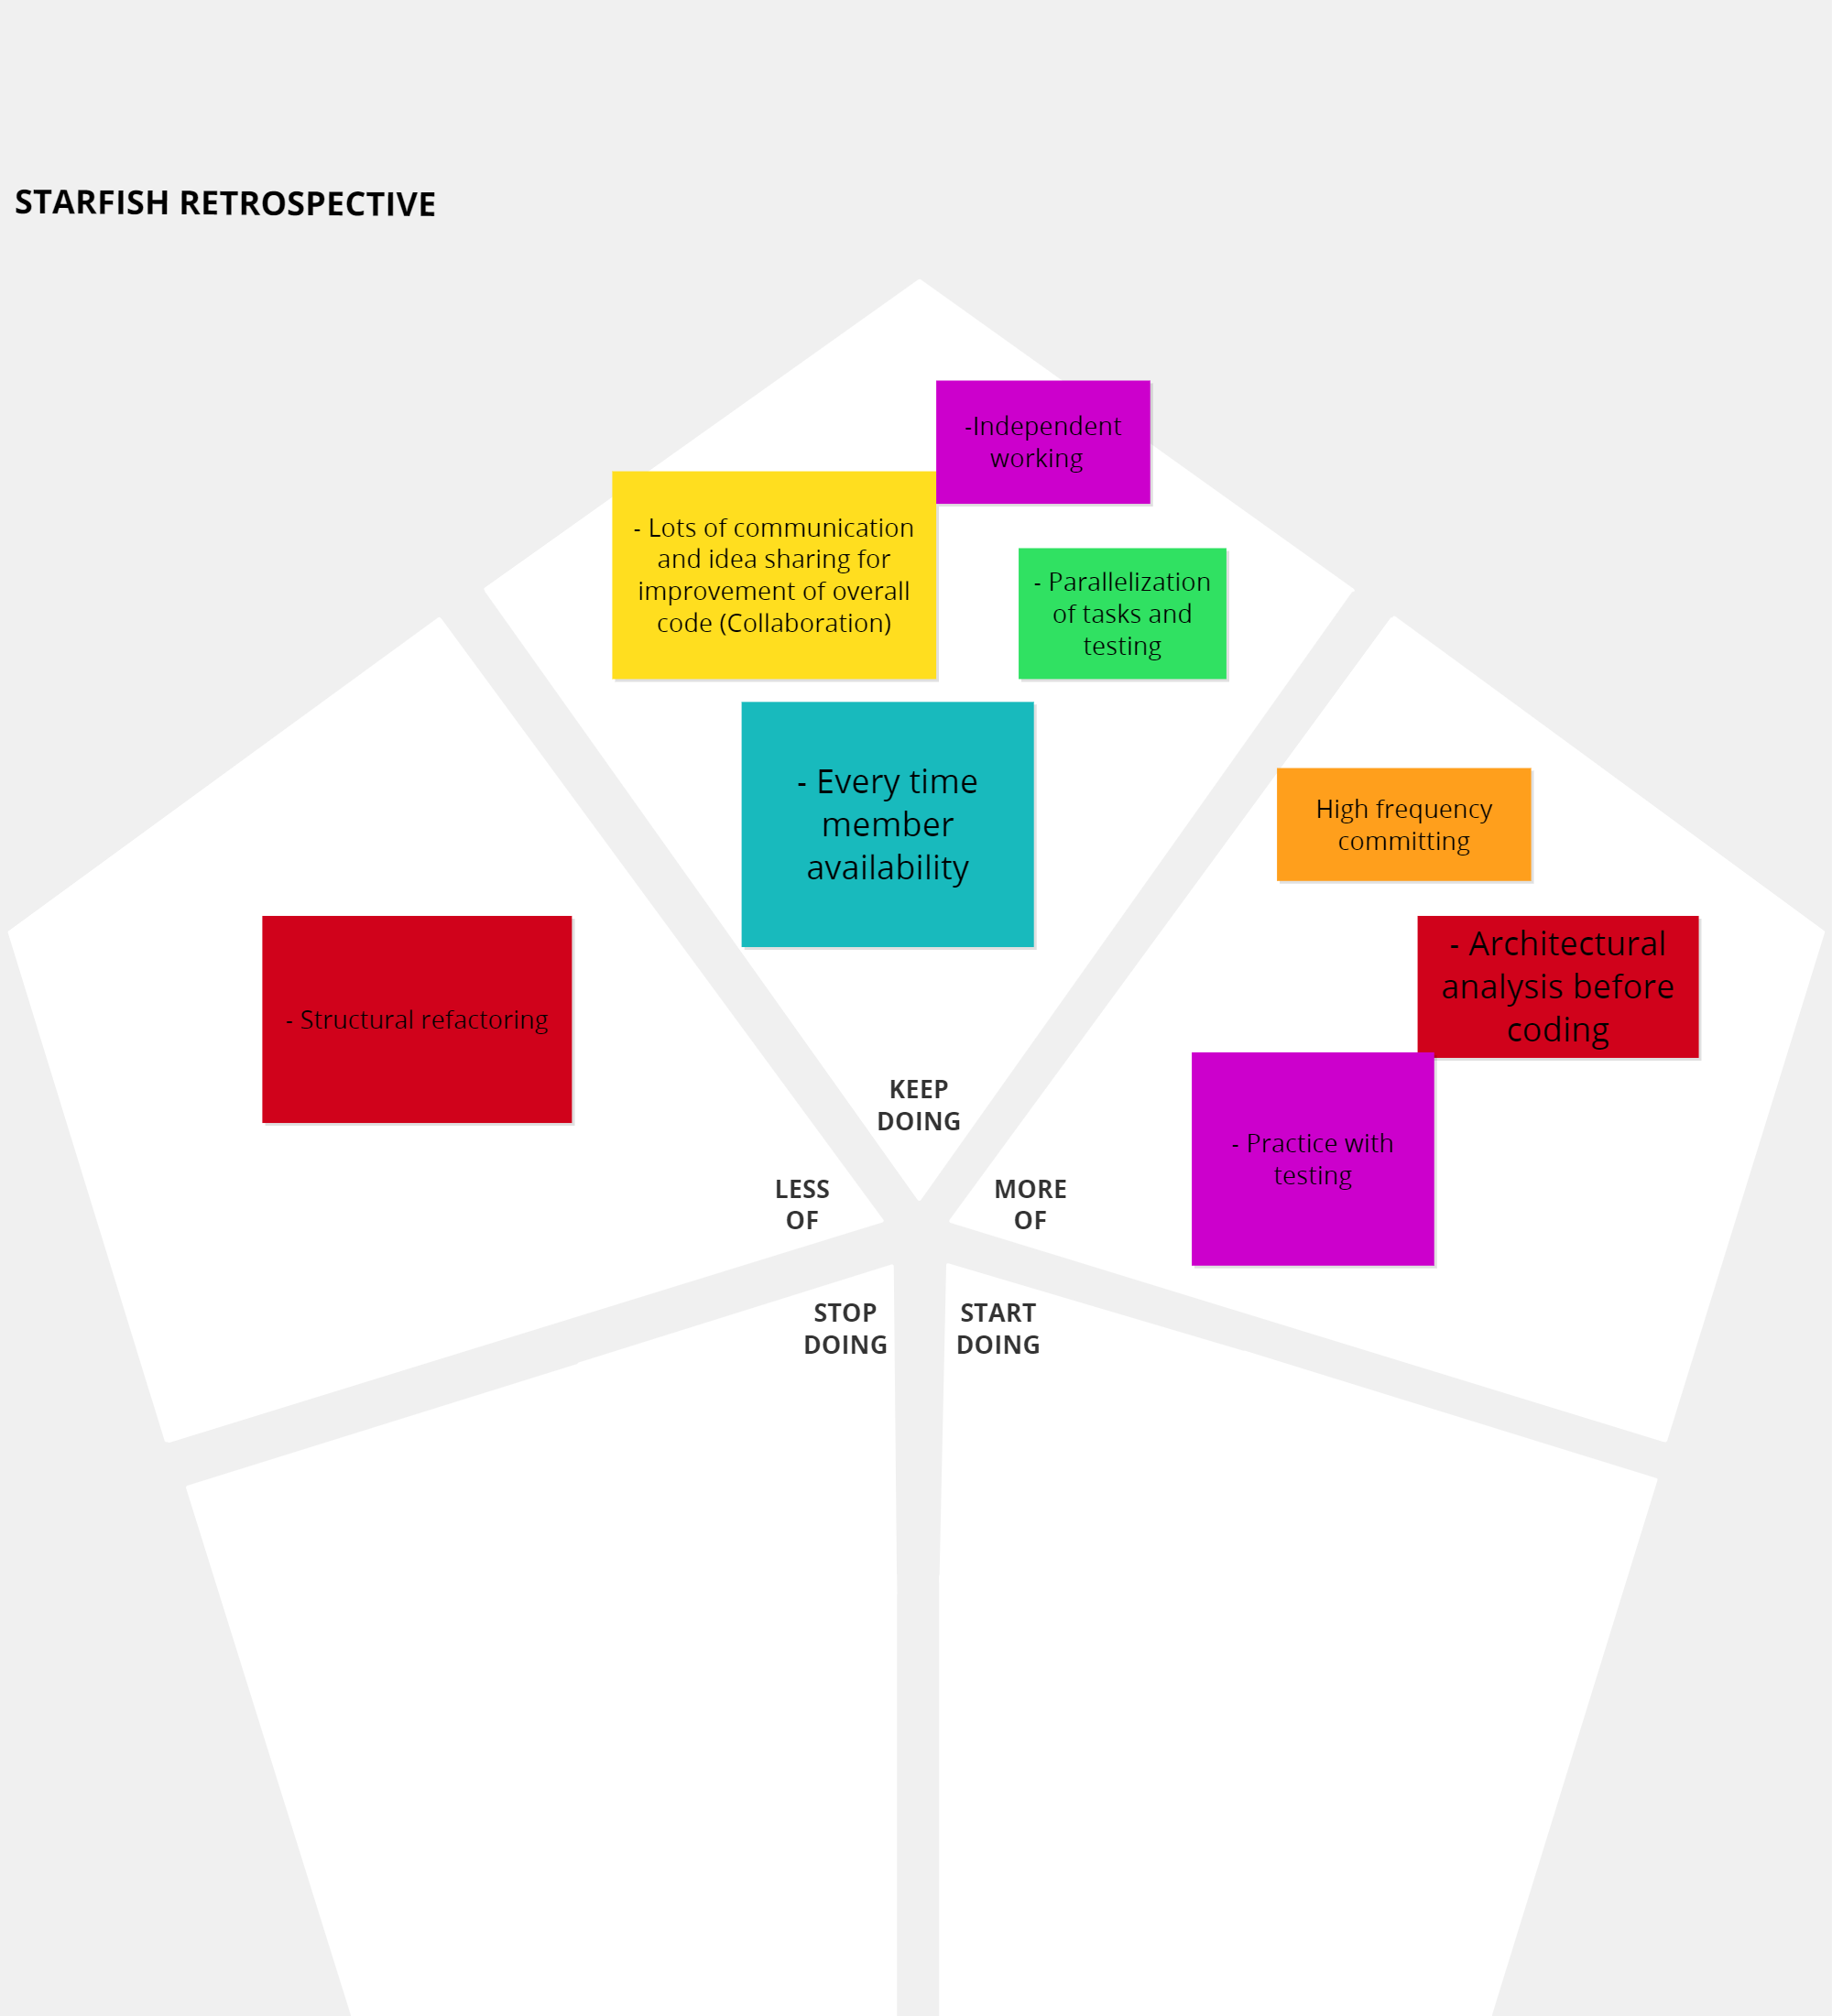 STARFISH RETROSPECTIVE
-Independent
working
- Lots of communication
and idea sharing for
improvement of overall
code (Collaboration)
- Parallelization
of tasks and
testing
- Every time
member
availability
High frequency
committing
- Architectural
analysis before
coding
- Structural refactoring
- Practice with
testing
KEEP
DOING
LESS
OF
MORE
OF
STOP
DOING
START
DOING